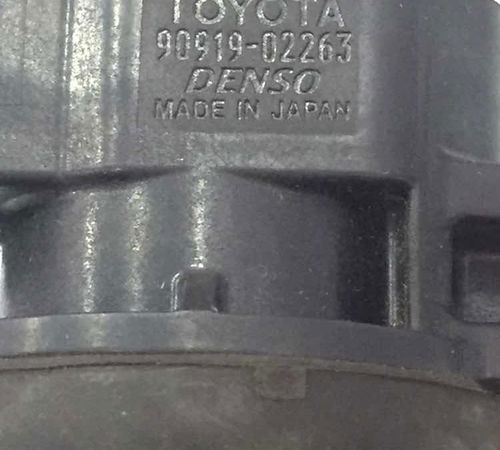 TOYOTA
90919-02263
DENSO
MADE IN JAPAN